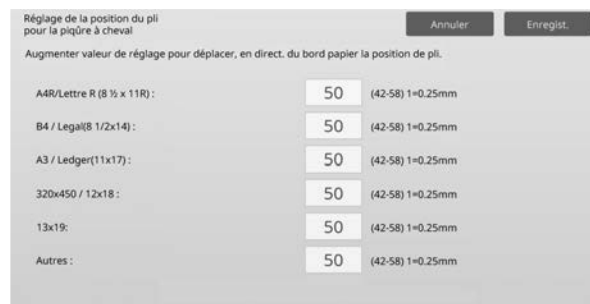 Réglage de la position du pli
pour la piqûre à cheval
Annuler
Enregist.
Augmenter valeur de réglage pour déplacer, en direct. du bord papier la position de pli.
A4R/Lettre R (8 ½ x 11R) : 50 (42-58) 1=0.25mm
B4 / Legal(8 1/2x14) : 50 (42-58) 1=0.25mm
A3 / Ledger(11x17) : 50 (42-58) 1=0.25mm
320x450 / 12x18 : 50 (42-58) 1=0.25mm
13x19: 50 (42-58) 1=0.25mm
Autres : 50 (42-58) 1=0.25mm